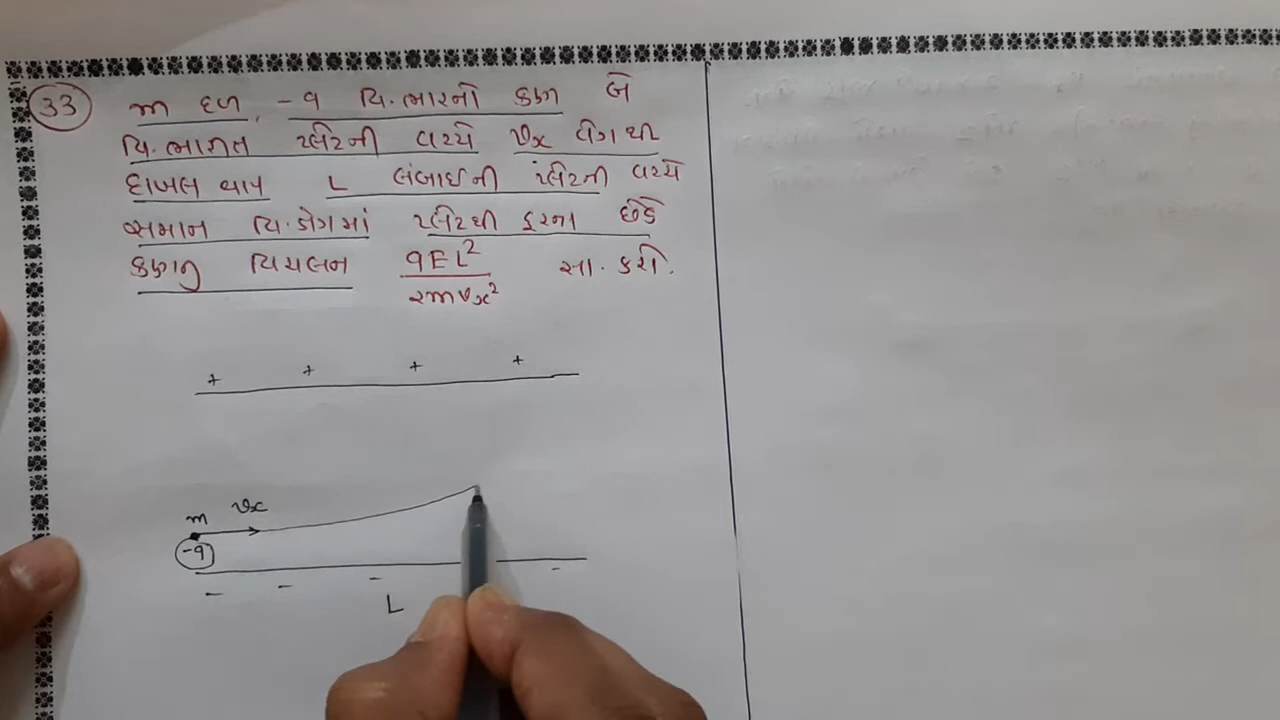 33 m દળ, -q વિ.ભારનો કણ બે
વિ.ભારીત પ્લેટની વચ્ચે vx વેગથી
દાખલ થાય L લંબાઈની પ્લેટની વચ્ચે
સમાન વિ.ક્ષેત્રમાં પ્લેટથી દૂરના છેડે
કણનુ વિચલન qEL²/2mvx² સા. કરો.
+ + + +
m vx
-q
- - - -
L